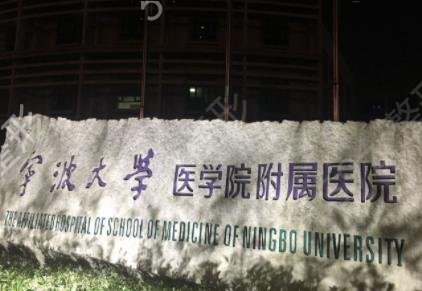 宁波大学 医学院附属医院
THE AFFILIATED HOSPITAL OF SCHOOL OF MEDICINE OF NINGBO UNIVERSITY